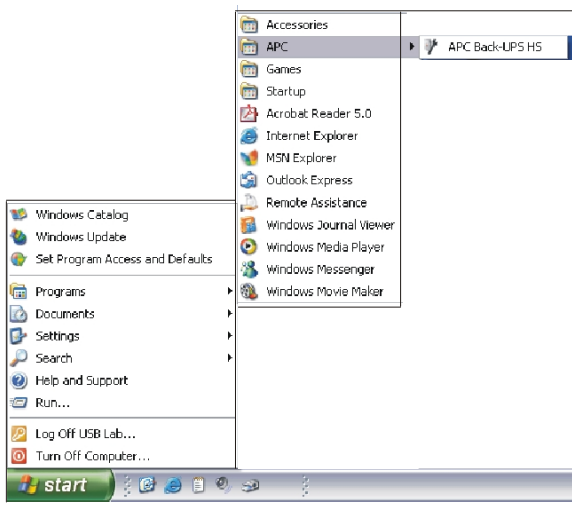 Accessories
APC
APC Back-UPS HS
Games
Startup
Acrobat Reader 5.0
Internet Explorer
MSN Explorer
Outlook Express
Remote Assistance
Windows Journal Viewer
Windows Media Player
Windows Messenger
Windows Movie Maker
Windows Catalog
Windows Update
Set Program Access and Defaults
Programs
Documents
Settings
Search
Help and Support
Run...
Log Off USB Lab...
Turn Off Computer...
start